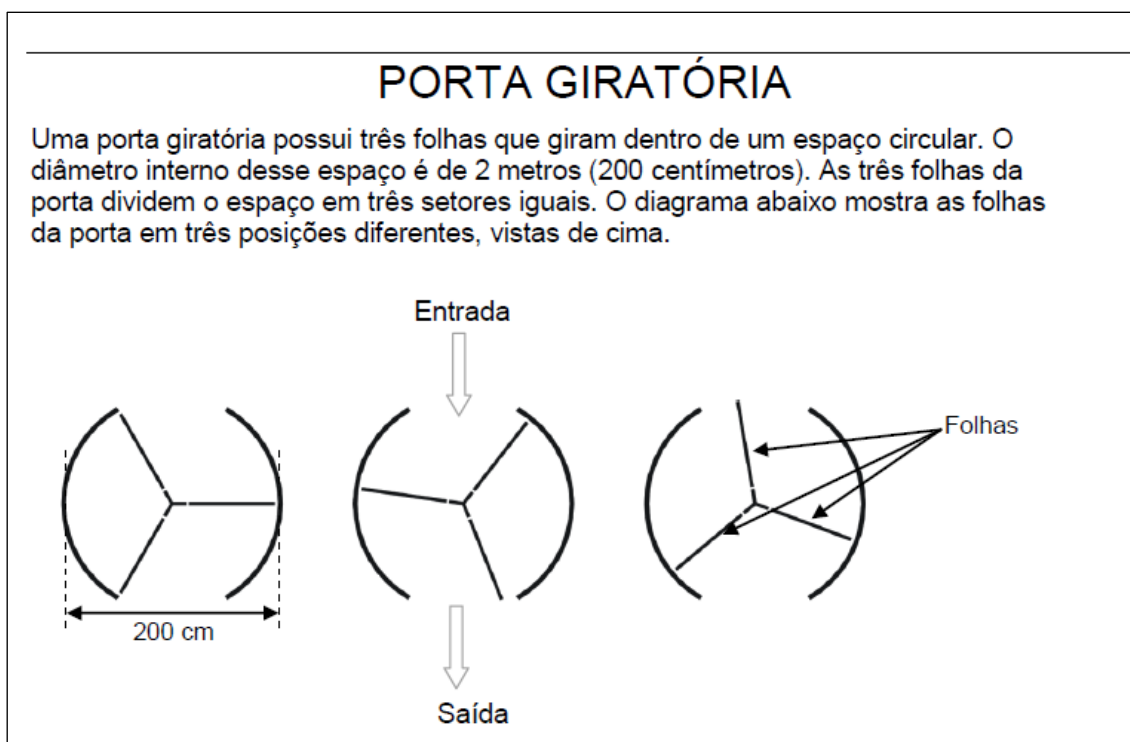 PORTA GIRATÓRIA
Uma porta giratória possui três folhas que giram dentro de um espaço circular. O
diâmetro interno desse espaço é de 2 metros (200 centímetros). As três folhas da
porta dividem o espaço em três setores iguais. O diagrama abaixo mostra as folhas
da porta em três posições diferentes, vistas de cima.
Entrada
Folhas
200 cm
Saída